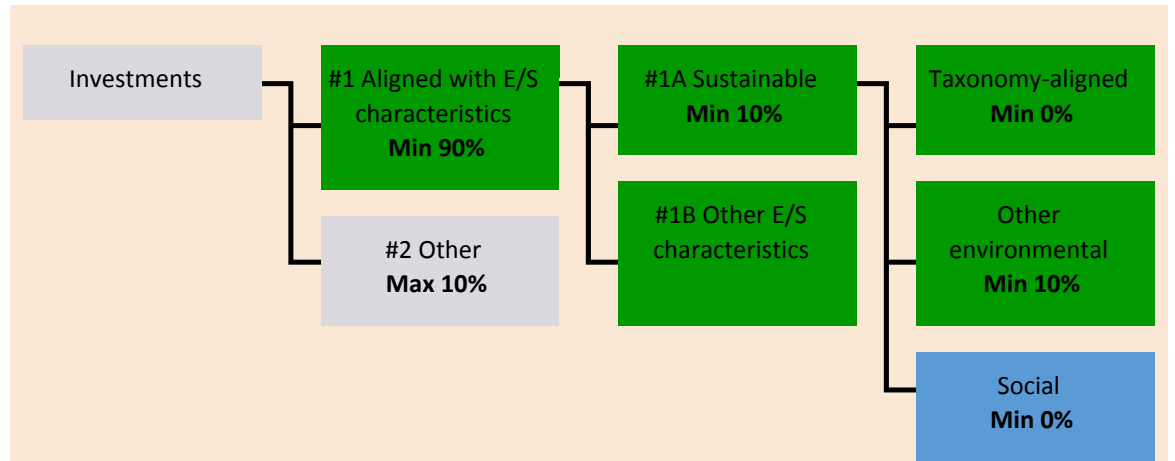 Investments
#1 Aligned with E/S
characteristics
Min 90%
#2 Other
Max 10%
#1A Sustainable
Min 10%
#1B Other E/S
characteristics
Taxonomy-aligned
Min 0%
Other
environmental
Min 10%
Social
Min 0%